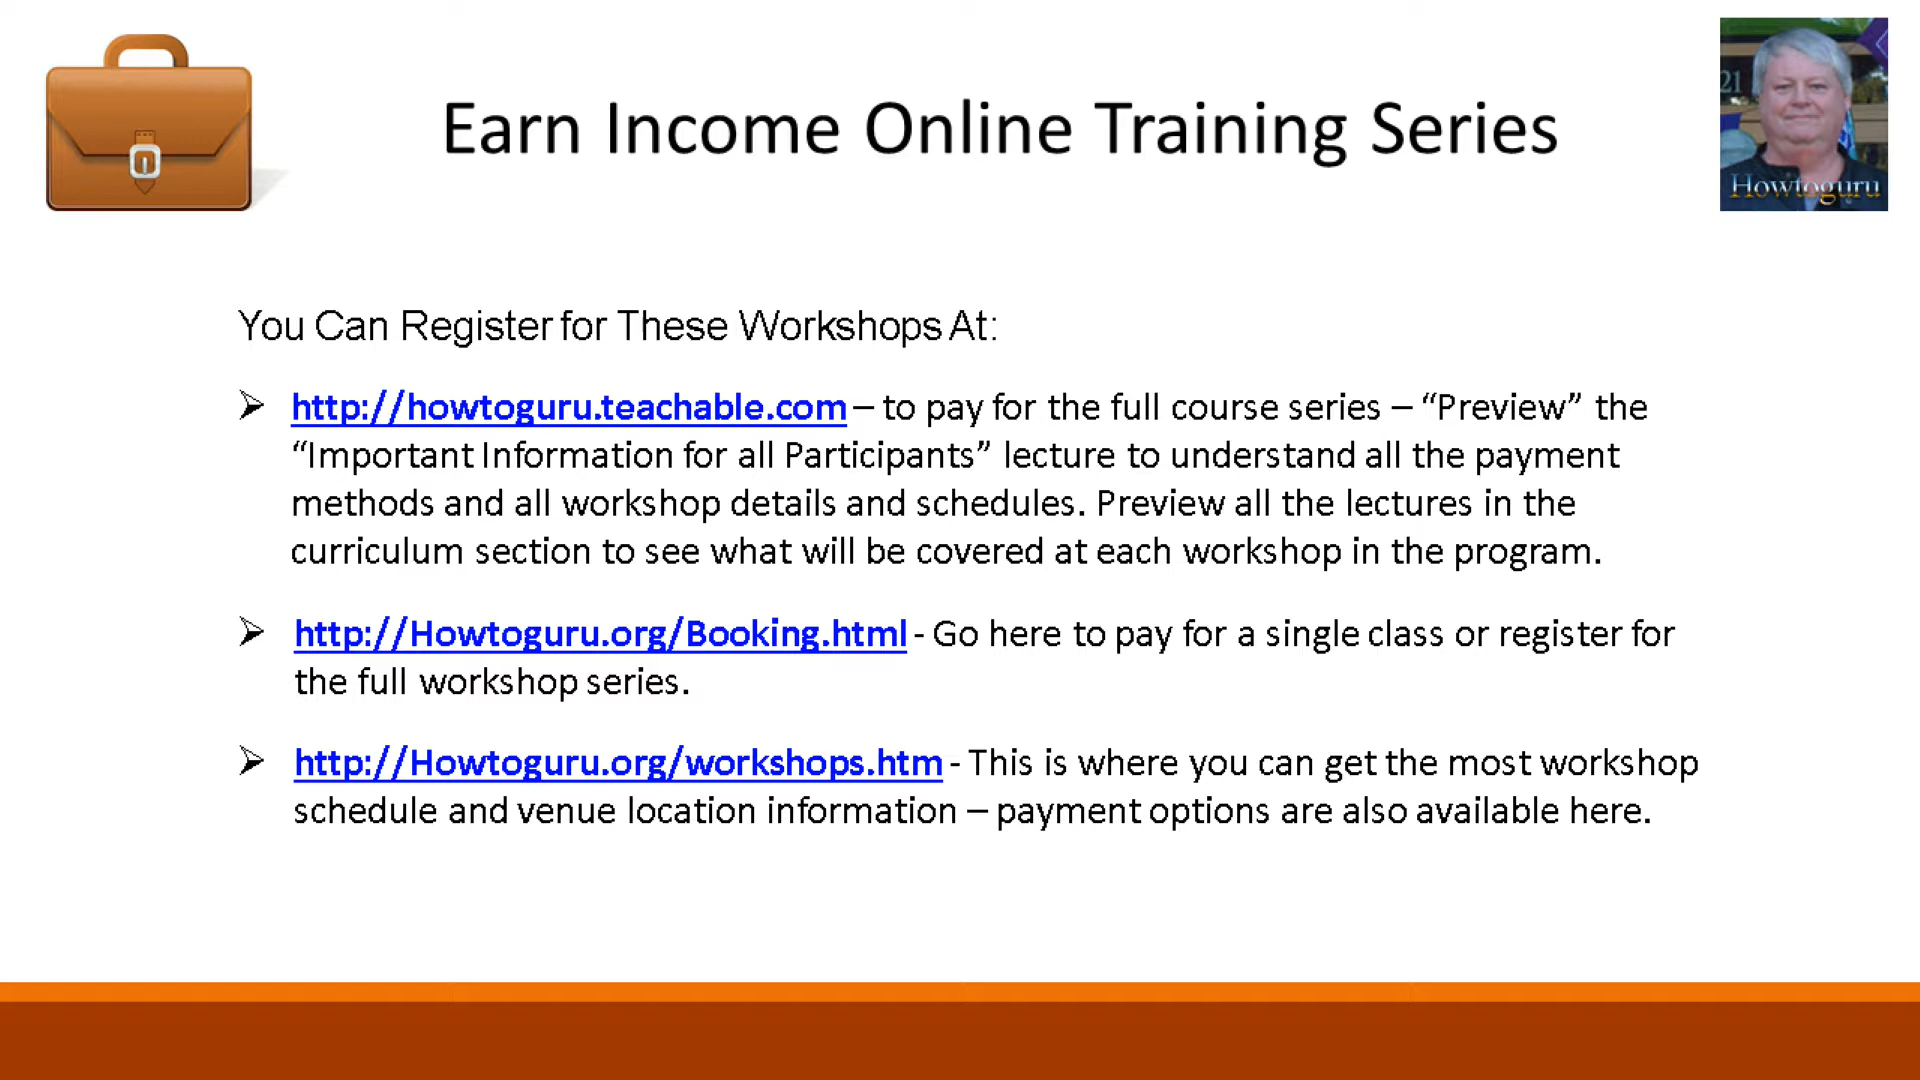 Earn Income Online Training Series
21
Howtoguru
You Can Register for These Workshops At:
http://howtoguru.teachable.com – to pay for the full course series – “Preview” the
“Important Information for all Participants” lecture to understand all the payment
methods and all workshop details and schedules. Preview all the lectures in the
curriculum section to see what will be covered at each workshop in the program.
http://Howtoguru.org/Booking.html - Go here to pay for a single class or register for
the full workshop series.
http://Howtoguru.org/workshops.htm - This is where you can get the most workshop
schedule and venue location information – payment options are also available here.